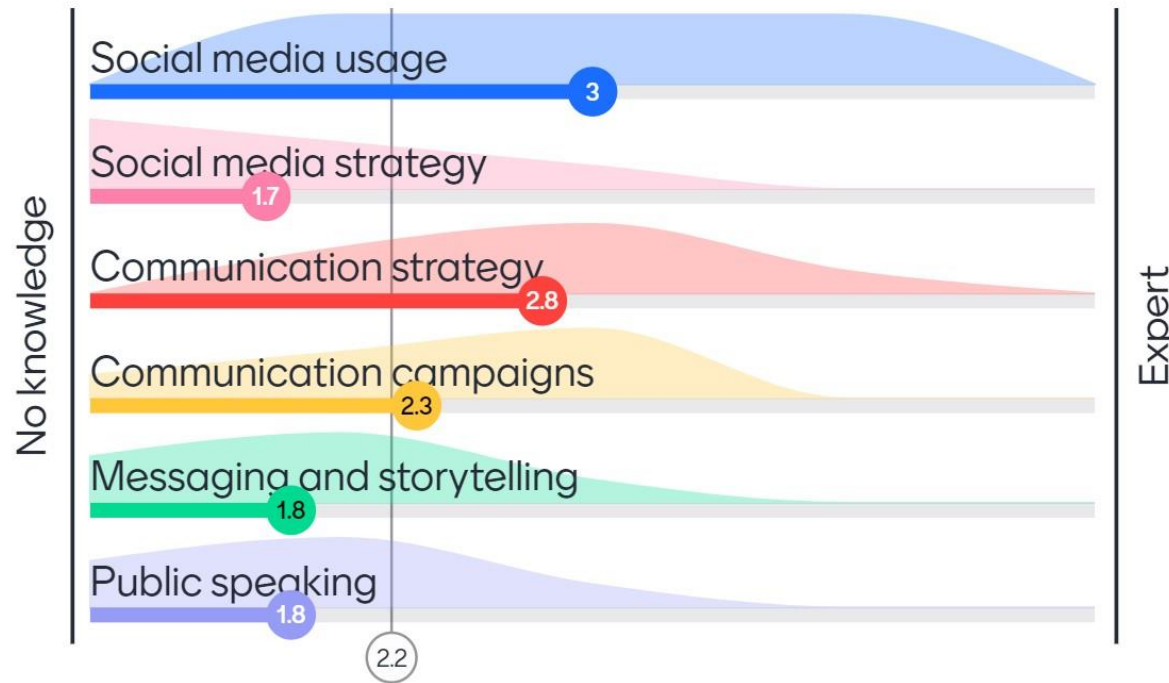 Social media usage
3
Social media strategy
1.7
Communication strategy
2.8
Communication campaigns
2.3
Messaging and storytelling
1.8
Public speaking
1.8
2.2
No knowledge
Expert